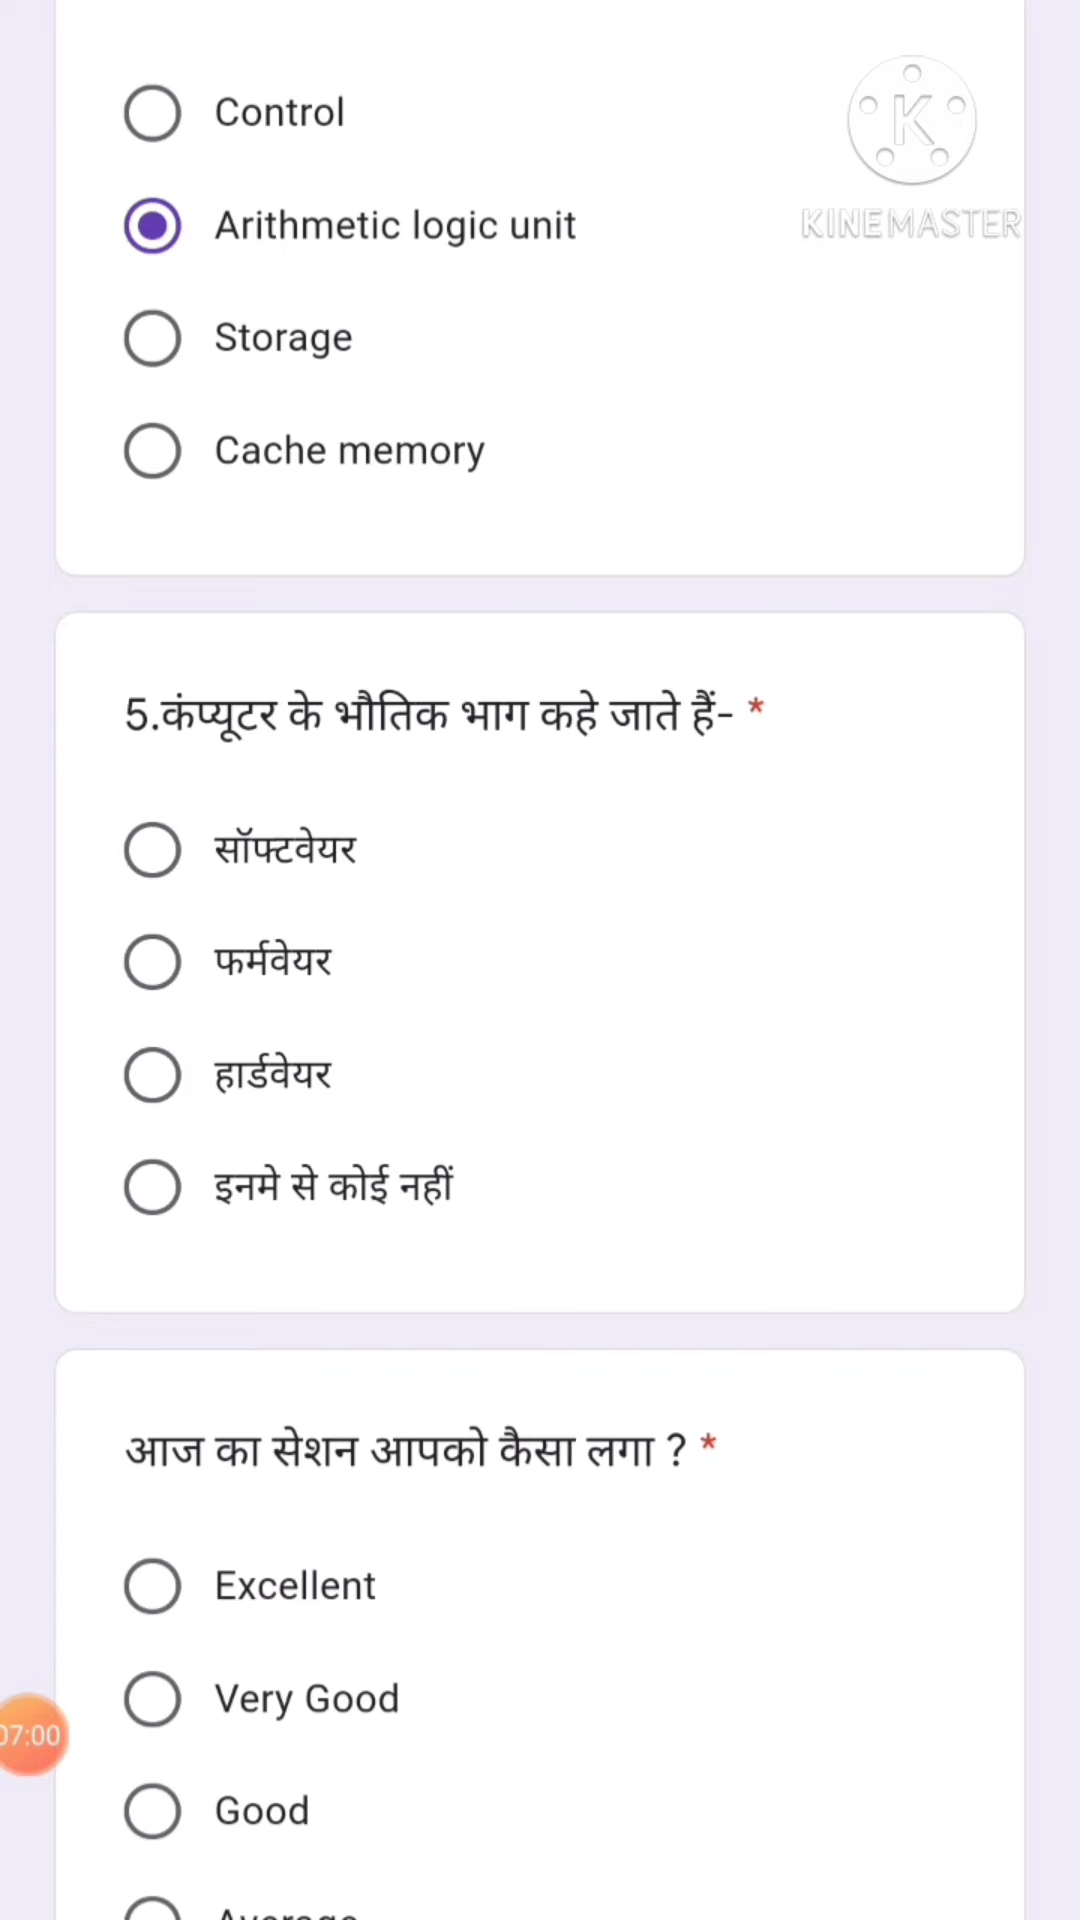 Control
K
KINEMASTER
Arithmetic logic unit
Storage
Cache memory
5.कंप्यूटर के भौतिक भाग कहे जाते हैं- *
सॉफ्टवेयर
फर्मवेयर
हार्डवेयर
इनमे से कोई नहीं
आज का सेशन आपको कैसा लगा ? *
Excellent
Very Good
07:00
Good
Average